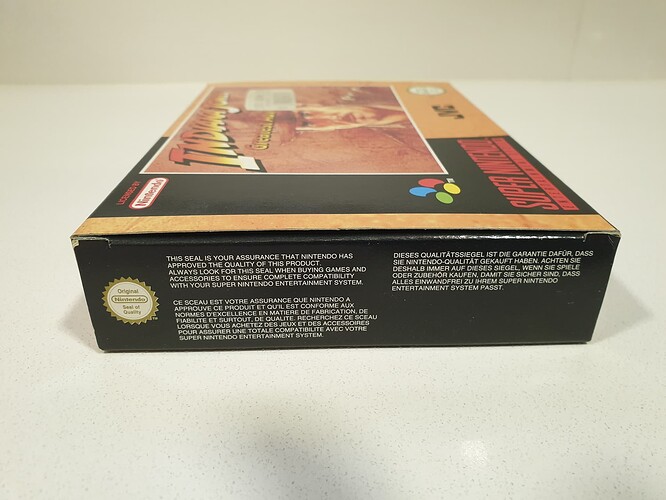 JVC
SUPER NINTENDO
LICENSED BY
Nintendo
THIS SEAL IS YOUR ASSURANCE THAT NINTENDO HAS
APPROVED THE QUALITY OF THIS PRODUCT.
ALWAYS LOOK FOR THIS SEAL WHEN BUYING GAMES AND
ACCESSORIES TO ENSURE COMPLETE COMPATIBILITY
WITH YOUR SUPER NINTENDO ENTERTAINMENT SYSTEM.
CE SCEAU EST VOTRE ASSURANCE QUE NINTENDO A
APPROUVE CE PRODUIT ET QU'IL EST CONFORME AUX
NORMES D'EXCELLENCE EN MATIERE DE FABRICATION, DE
FIABILITE ET SURTOUT, DE QUALITE. RECHERCHEZ CE SCEAU
LORSQUE VOUS ACHETEZ DES JEUX ET DES ACCESSOIRES
POUR ASSURER UNE TOTALE COMPATIBILITE AVEC VOTRE
SUPER NINTENDO ENTERTAINMENT SYSTEM.
DIESES QUALITÄTSSIEGEL IST DIE GARANTIE DAFÜR, DASS
SIE NINTENDO-QUALITÄT GEKAUFT HABEN. ACHTEN SIE
DESHALB IMMER AUF DIESES SIEGEL, WENN SIE SPIELE
ODER ZUBEHÖR KAUFEN, DAMIT SIE SICHER SIND, DASS
ALLES EINWANDFREI ZU IHREM SUPER NINTENDO
ENTERTAINMENT SYSTEM PASST.
Original
Nintendo
Seal of
Quality